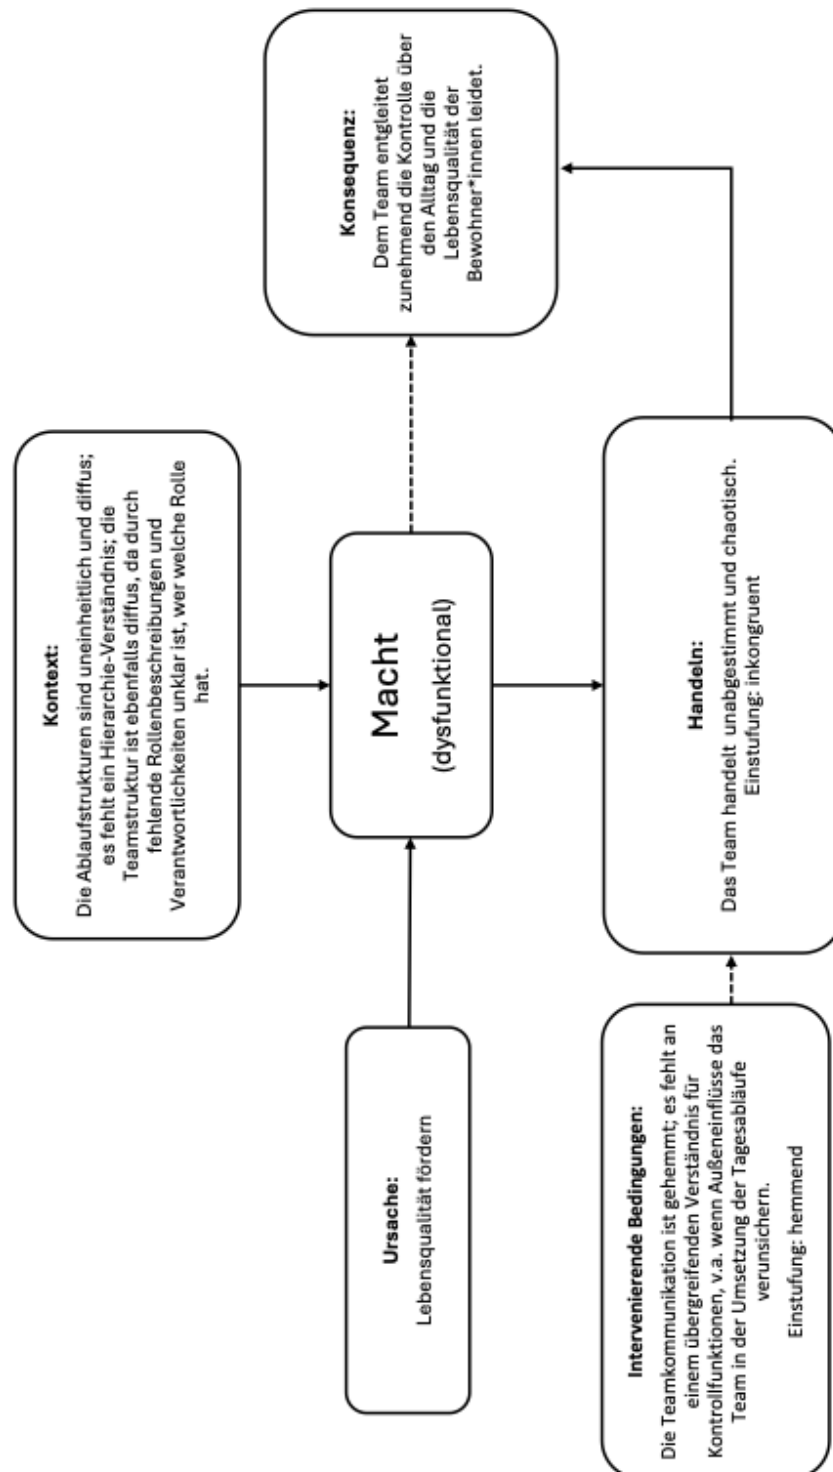 Kontext:
Die Ablaufstrukturen sind uneinheitlich und diffus;
es fehlt ein Hierarchie-Verständnis; die
Teamstruktur ist ebenfalls diffus, da durch
fehlende Rollenbeschreibungen und
Verantwortlichkeiten unklar ist, wer welche Rolle
hat.
Ursache:
Lebensqualität fördern
Macht
(dysfunktional)
Konsequenz:
Dem Team entgleitet
zunehmend die Kontrolle über
den Alltag und die
Lebensqualität der
Bewohner*innen leidet.
Intervenierende Bedingungen:
Die Teamkommunikation ist gehemmt; es fehlt an
einem übergreifenden Verständnis für
Kontrollfunktionen, v.a. wenn Außeneinflüsse das
Team in der Umsetzung der Tagesabläufe
verunsichern.
Einstufung: hemmend
Handeln:
Das Team handelt unabgestimmt und chaotisch.
Einstufung: inkongruent